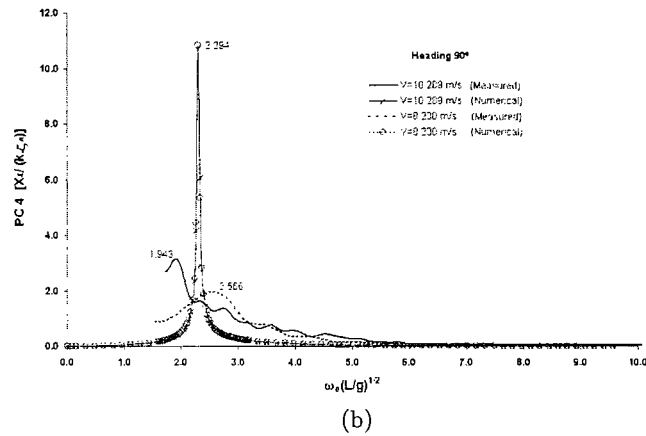 12.0
10.0
8.0
6.0
4.0
2.0
0.0
PC 4 [X₄/ (k.ζₐ)]
2.294
1.943
2.566
Heading 90°
V=10 289 m/s (Measured)
V=10 289 m/s (Numerical)
V=8 230 m/s (Measured)
V=8 230 m/s (Numerical)
0.0 1.0 2.0 3.0 4.0 5.0 6.0 7.0 8.0 9.0 10.0
ωₑ(L/g)^1/2
(b)